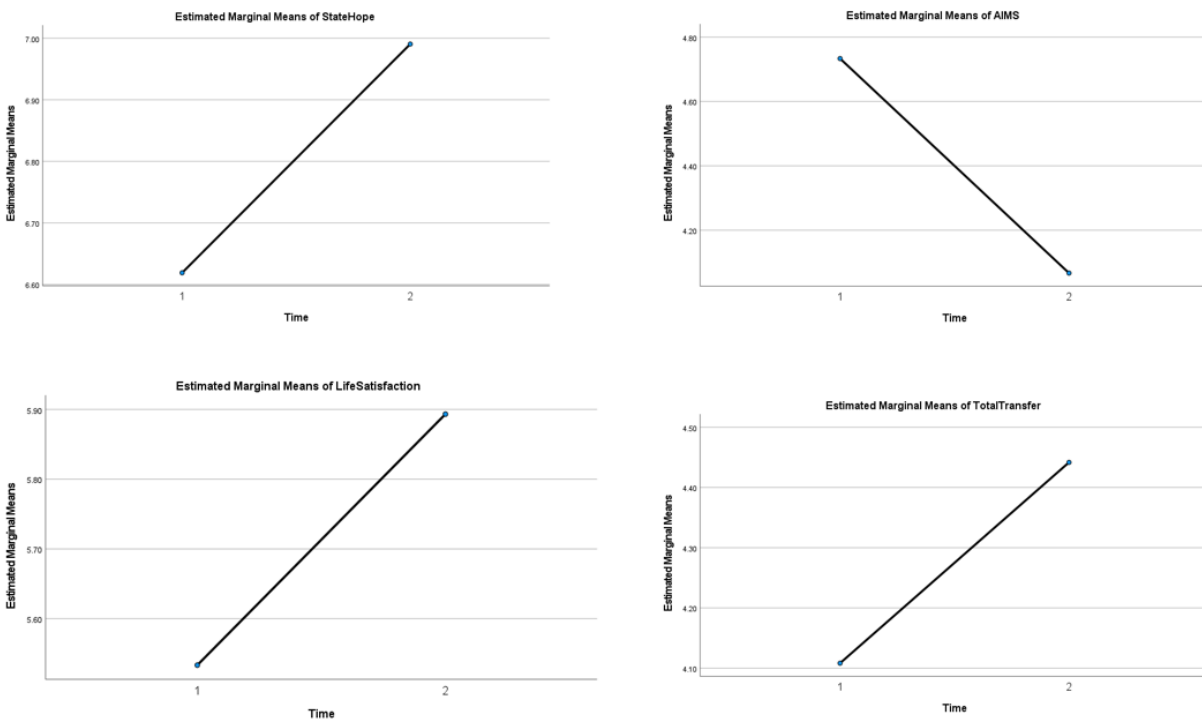 Estimated Marginal Means of StateHope
Estimated Marginal Means
7.00
6.90
6.80
6.70
6.60
1
2
Time
Estimated Marginal Means of AIMS
Estimated Marginal Means
4.80
4.60
4.40
4.20
1
2
Time
Estimated Marginal Means of LifeSatisfaction
Estimated Marginal Means
5.90
5.80
5.70
5.60
1
2
Time
Estimated Marginal Means of TotalTransfer
Estimated Marginal Means
4.50
4.40
4.30
4.20
4.10
1
2
Time